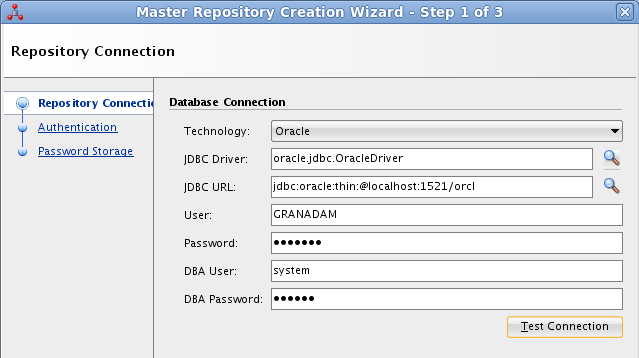 Master Repository Creation Wizard - Step 1 of 3
Repository Connection
Repository Connectic
Authentication
Password Storage
Database Connection
Technology: Oracle
JDBC Driver: oracle.jdbc.OracleDriver
JDBC URL: jdbc:oracle:thin:@localhost:1521/orcl
User: GRANADAM
Password: •••••••
DBA User: system
DBA Password: ••••••
Test Connection